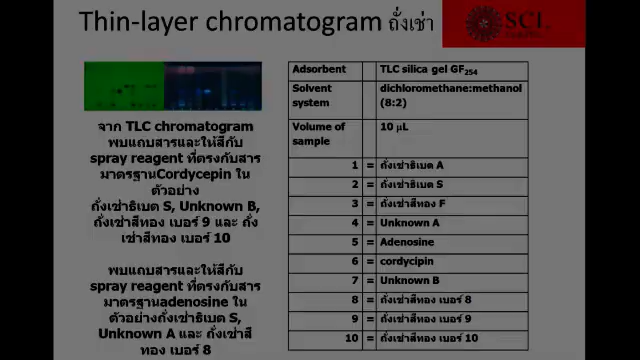 Thin-layer chromatogram ถั่งเช่า
SCI
จาก TLC chromatogram
พบแถบสารและให้สีกับ
spray reagent ที่ตรงกับสาร
มาตรฐานCordycepin ใน
ตัวอย่าง
ถั่งเช่าธิเบต S, Unknown B,
ถั่งเช่าสีทอง เบอร์ 9 และ ถั่ง
เช่าสีทอง เบอร์ 10
พบแถบสารและให้สีกับ
spray reagent ที่ตรงกับสาร
มาตรฐานadenosine ใน
ตัวอย่างถั่งเช่าธิเบต S,
Unknown A และ ถั่งเช่าสี
ทอง เบอร์ 8
Adsorbent TLC silica gel GF254
Solvent system dichloromethane:methanol (8:2)
Volume of sample 10 µL
1 = ถั่งเช่าธิเบต A
2 = ถั่งเช่าธิเบต S
3 = ถั่งเช่าสีทอง F
4 = Unknown A
5 = Adenosine
6 = cordycipin
7 = Unknown B
8 = ถั่งเช่าสีทอง เบอร์ 8
9 = ถั่งเช่าสีทอง เบอร์ 9
10 = ถั่งเช่าสีทอง เบอร์ 10